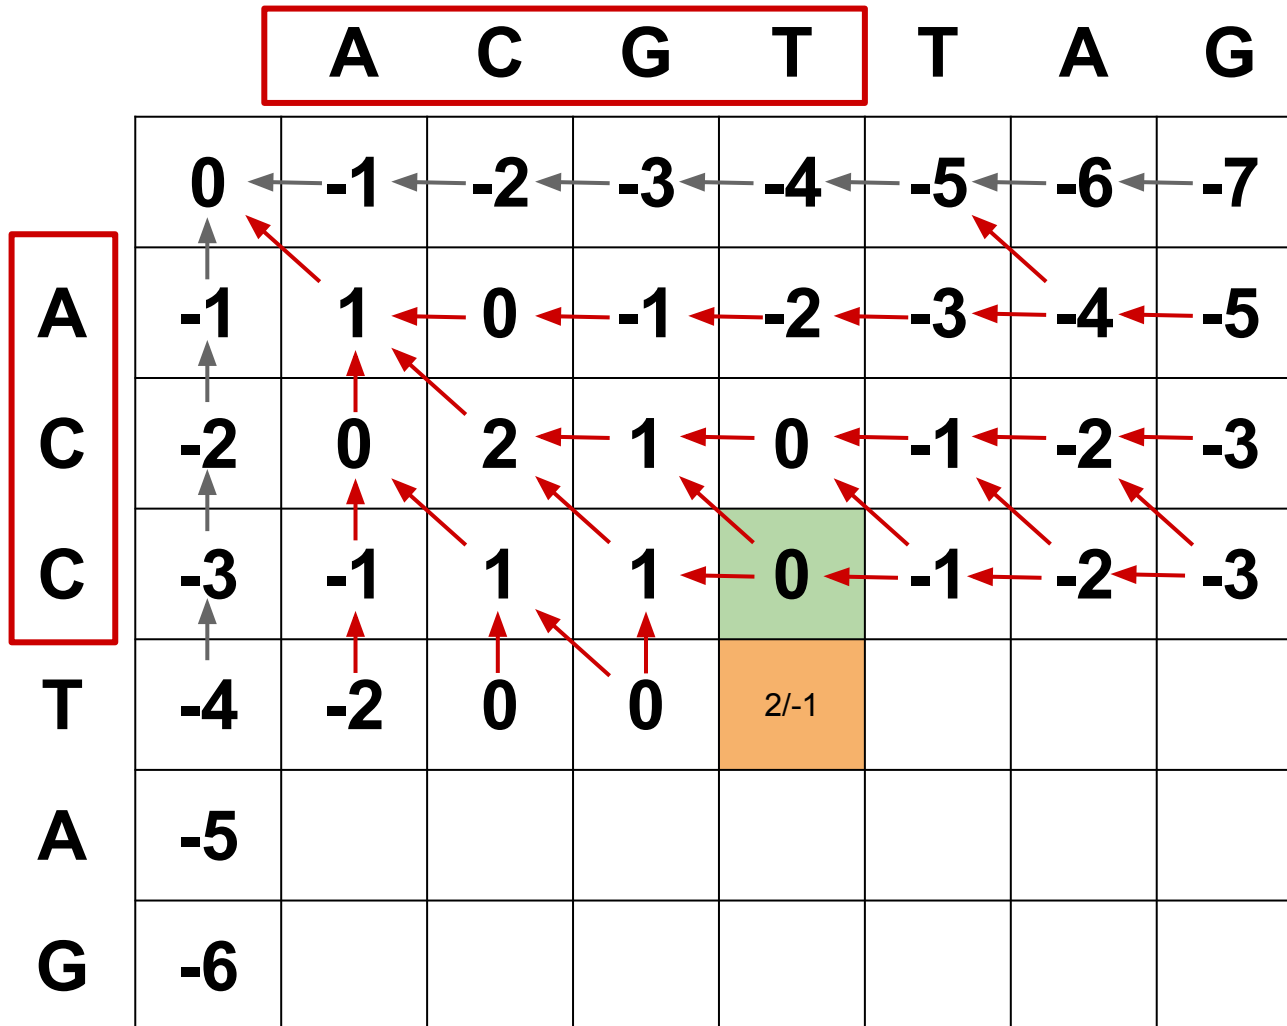 A C G T T A G
0 -1 -2 -3 -4 -5 -6 -7
A -1 1 0 -1 -2 -3 -4 -5
C -2 0 2 1 0 -1 -2 -3
C -3 -1 1 1 0 -1 -2 -3
T -4 -2 0 0 2/-1
A -5
G -6